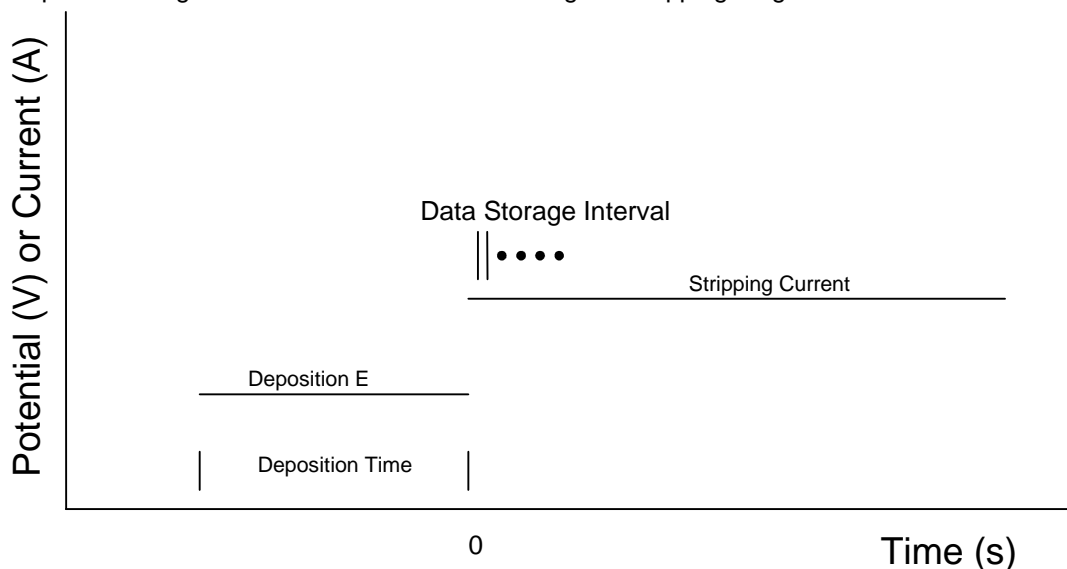 Potential (V) or Current (A)
Data Storage Interval
Stripping Current
Deposition E
Deposition Time
0
Time (s)